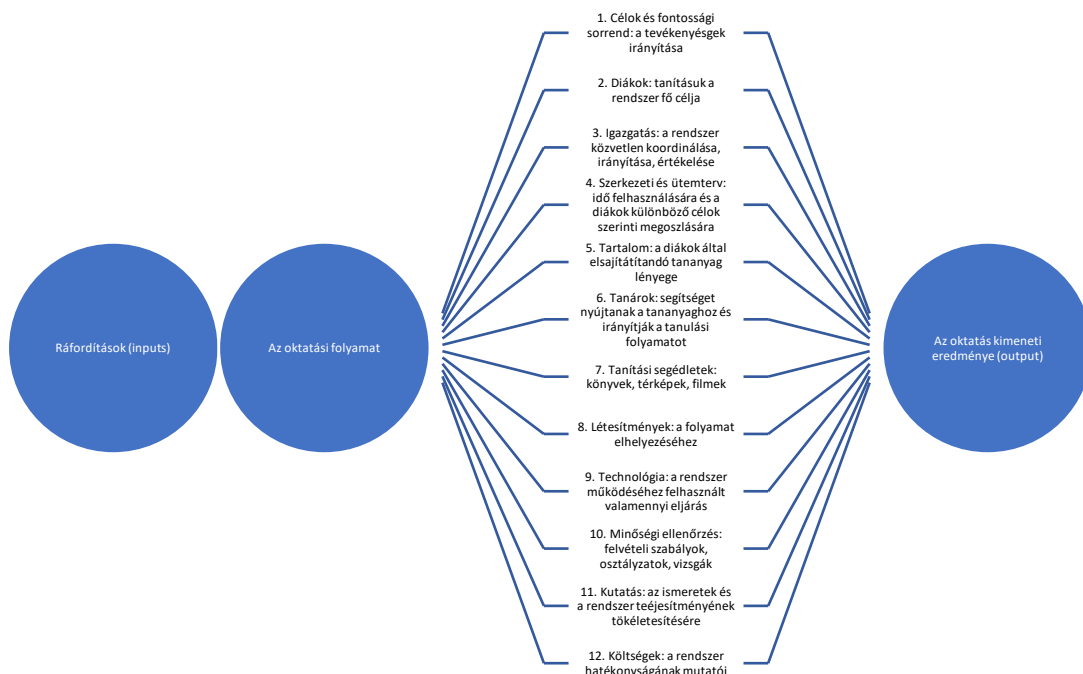 Ráfordítások (inputs)
Az oktatási folyamat
1. Célok és fontossági
sorrend: a tevékenyésgek
irányítása
2. Diákok: tanításuk a
rendszer fő célja
3. Igazgatás: a rendszer
közvetlen koordinálása,
irányítása, értékelése
4. Szerkezeti és ütemterv:
idő felhasználására és a
diákok különböző célok
szerinti megoszlására
5. Tartalom: a diákok által
elsajátítátítandó tananyag
lényege
6. Tanárok: segítséget
nyújtanak a tananyaghoz és
irányítják a tanulási
folyamatot
7. Tanítási segédletek:
könyvek, térképek, filmek
8. Létesítmények: a folyamat
elhelyezéséhez
9. Technológia: a rendszer
működéséhez felhasznált
valamennyi eljárás
10. Minőségi ellenőrzés:
felvételi szabályok,
osztályzatok, vizsgák
11. Kutatás: az ismeretek és
a rendszer teéjesítményének
tökéletesítésére
12. Költségek: a rendszer
hatékonyságának mutatói
Az oktatás kimeneti
eredménye (output)